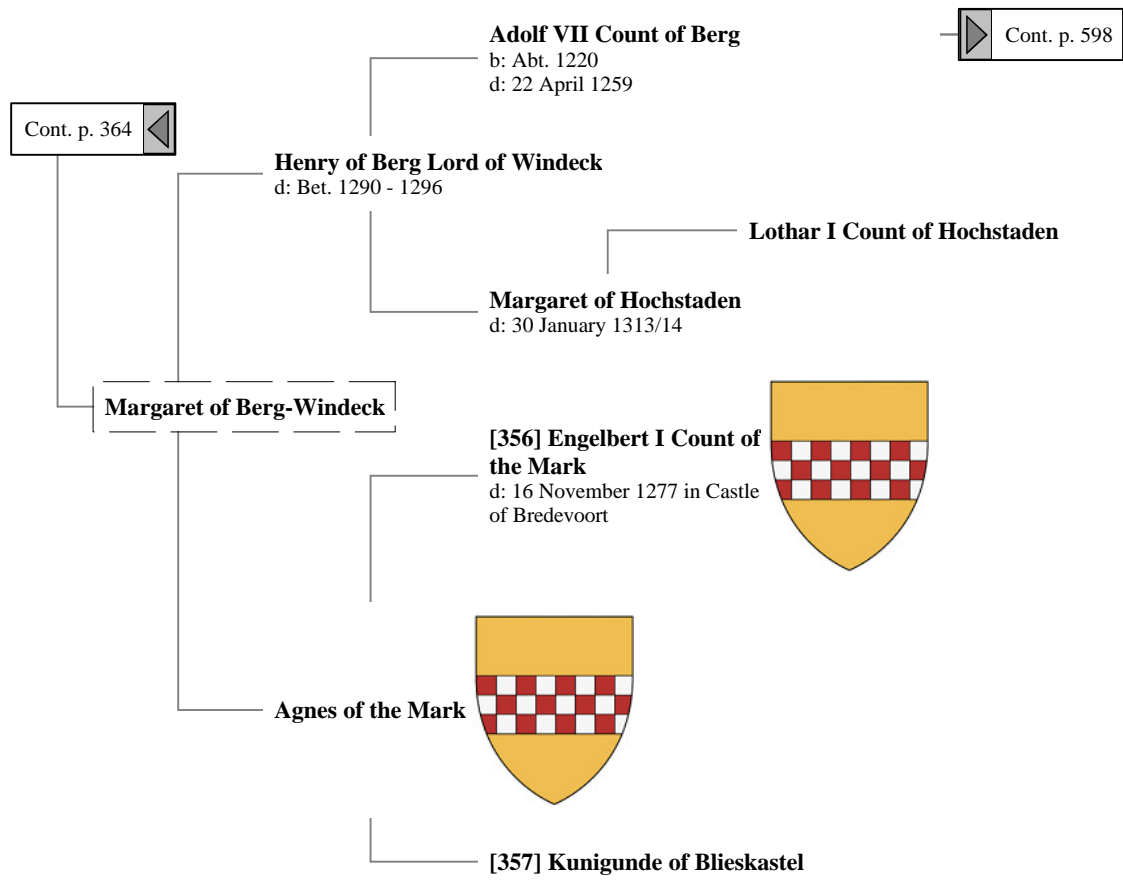 Adolf VII Count of Berg
b: Abt. 1220
d: 22 April 1259
Cont. p. 598
Cont. p. 364
Henry of Berg Lord of Windeck
d: Bet. 1290 - 1296
Lothar I Count of Hochstaden
Margaret of Hochstaden
d: 30 January 1313/14
Margaret of Berg-Windeck
[356] Engelbert I Count of
the Mark
d: 16 November 1277 in Castle
of Bredevoort
Agnes of the Mark
[357] Kunigunde of Blieskastel